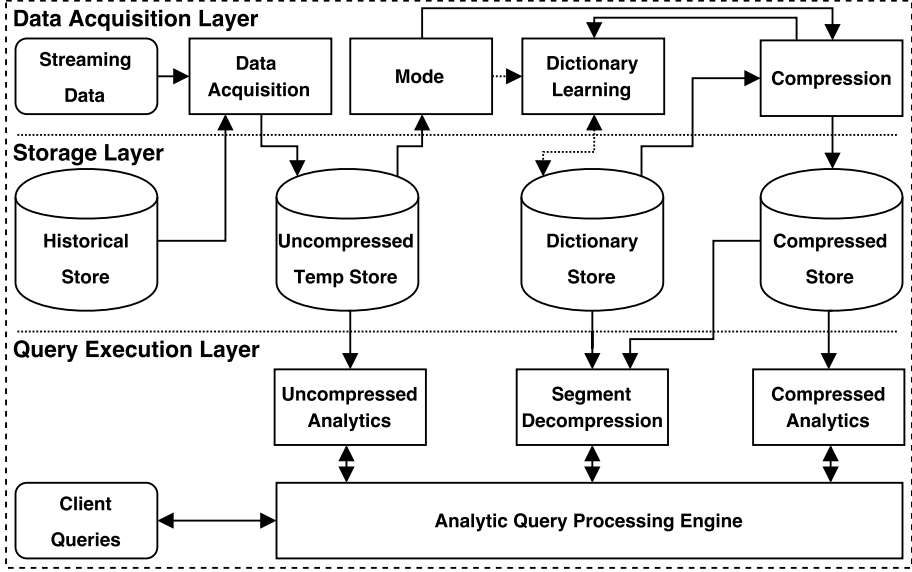 Data Acquisition Layer
Streaming
Data
Data
Acquisition
Mode
Dictionary
Learning
Compression
Storage Layer
Historical
Store
Uncompressed
Temp Store
Dictionary
Store
Compressed
Store
Query Execution Layer
Uncompressed
Analytics
Segment
Decompression
Compressed
Analytics
Client
Queries
Analytic Query Processing Engine